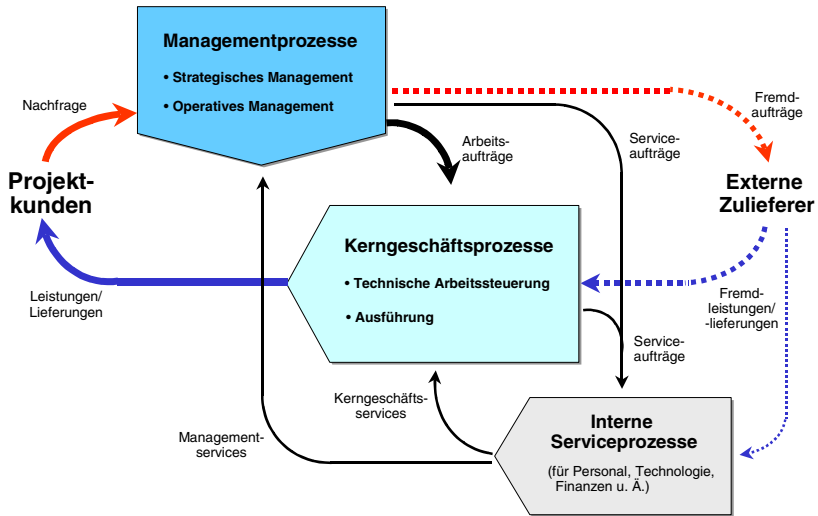 Managementprozesse
• Strategisches Management
• Operatives Management
Nachfrage
Fremd-
aufträge
Arbeits-
aufträge
Service-
aufträge
Projekt-
kunden
Externe
Zulieferer
Kerngeschäftsprozesse
• Technische Arbeitssteuerung
• Ausführung
Leistungen/
Lieferungen
Fremd-
leistungen/
-lieferungen
Service-
aufträge
Kerngeschäfts-
services
Management-
services
Interne
Serviceprozesse
(für Personal, Technologie,
Finanzen u. Ä.)